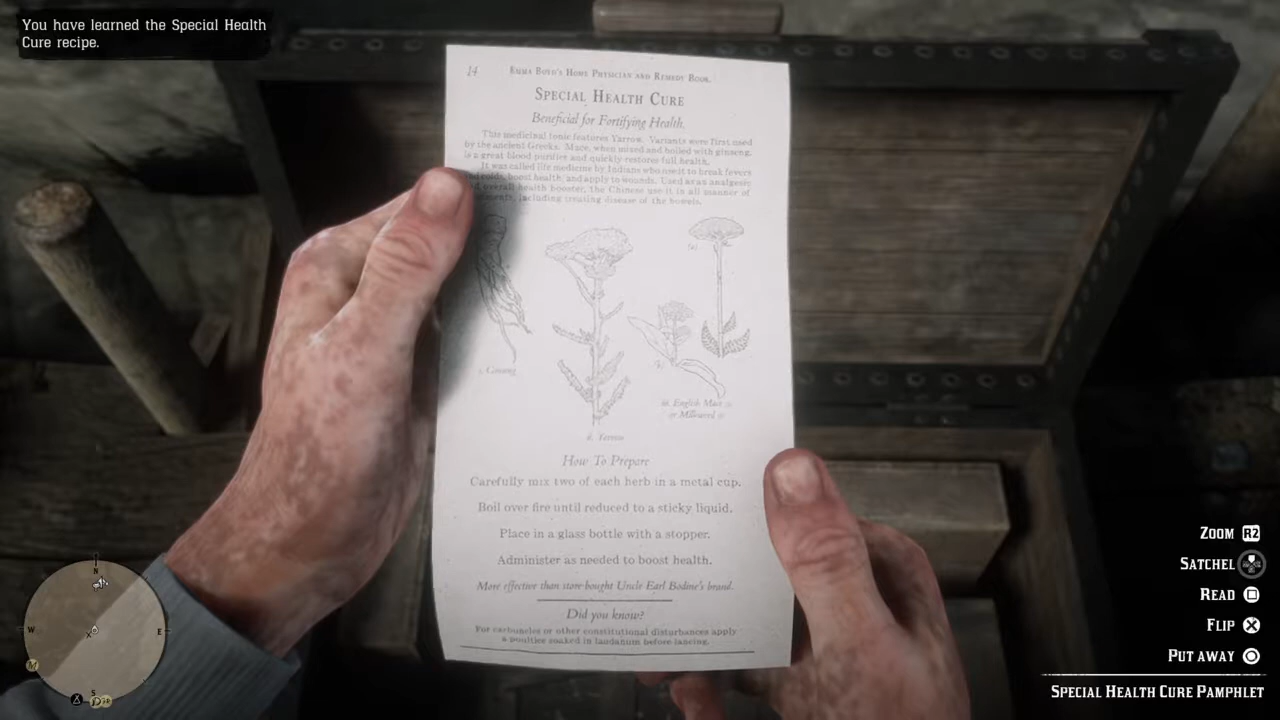 You have learned the Special Health
Cure recipe.
14
Emma Boyd's Home Physician and Remedy Book.
Special Health Cure
Beneficial for Fortifying Health.
This medicinal tonic features Yarrow. Variants were first used
by the ancient Greeks. Mace, when mixed and boiled with ginseng,
is a great blood purifier and quickly restores full health.
It was called life medicine by Indians who use it to break fevers
colds, boost health, and apply to wounds. Used as an analgesic
overall health booster, the Chinese use it in all manner of
including treating disease of the bowels.
(a)
(b)
i. Ginseng
iii. English Mace (a)
or Milfoured (b)
ii. Yarrow
How To Prepare
Carefully mix two of each herb in a metal cup.
Boil over fire until reduced to a sticky liquid.
Place in a glass bottle with a stopper.
Administer as needed to boost health.
More effective than store-bought Uncle Earl Bodine's brand.
Did you know?
For carbuncles or other constitutional disturbances apply
a poultice soaked in laudanum before lancing.
N
W
E
S
M
ZOOM R2
SATCHEL
READ
FLIP
PUT AWAY
SPECIAL HEALTH CURE PAMPHLET